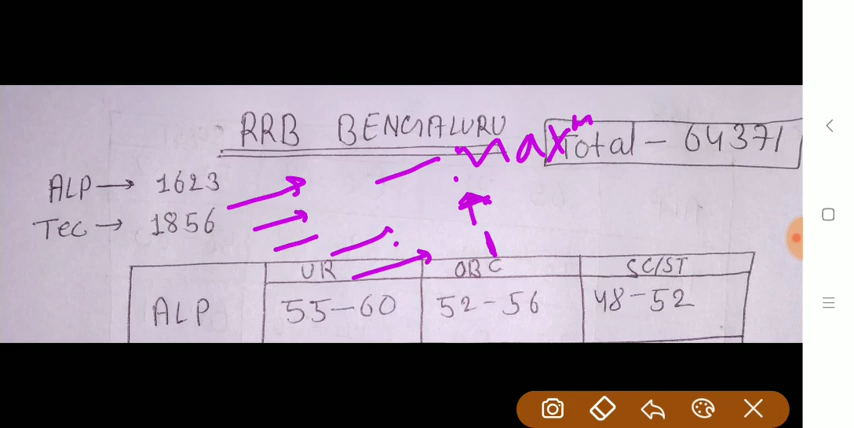 RRB BENGALURU
Maxᵐ
Total - 64371
ALP → 1623
Tec → 1856
UR OBC SC/ST
ALP 55-60 52-56 48-52